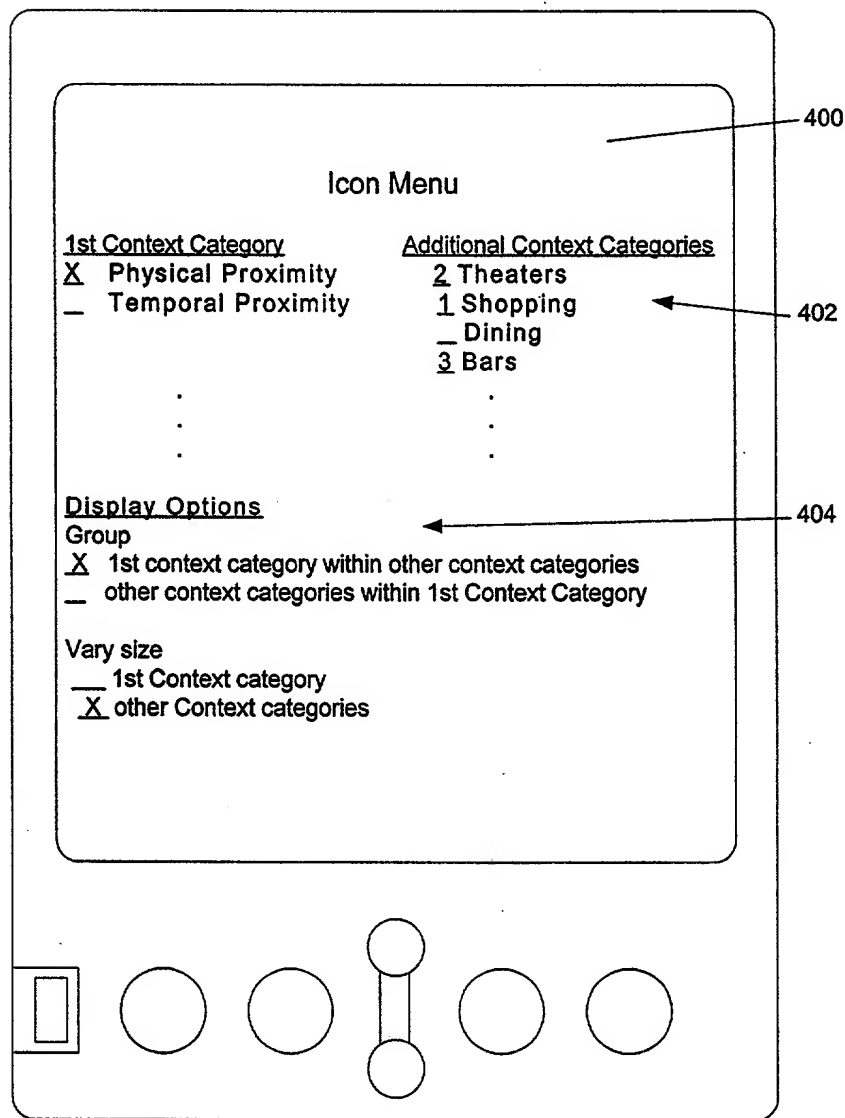 400
Icon Menu
1st Context Category
X Physical Proximity
_ Temporal Proximity
Additional Context Categories
2 Theaters
1 Shopping
_ Dining
3 Bars
402
Display Options
404
Group
X 1st context category within other context categories
_ other context categories within 1st Context Category
Vary size
__ 1st Context category
X other Context categories